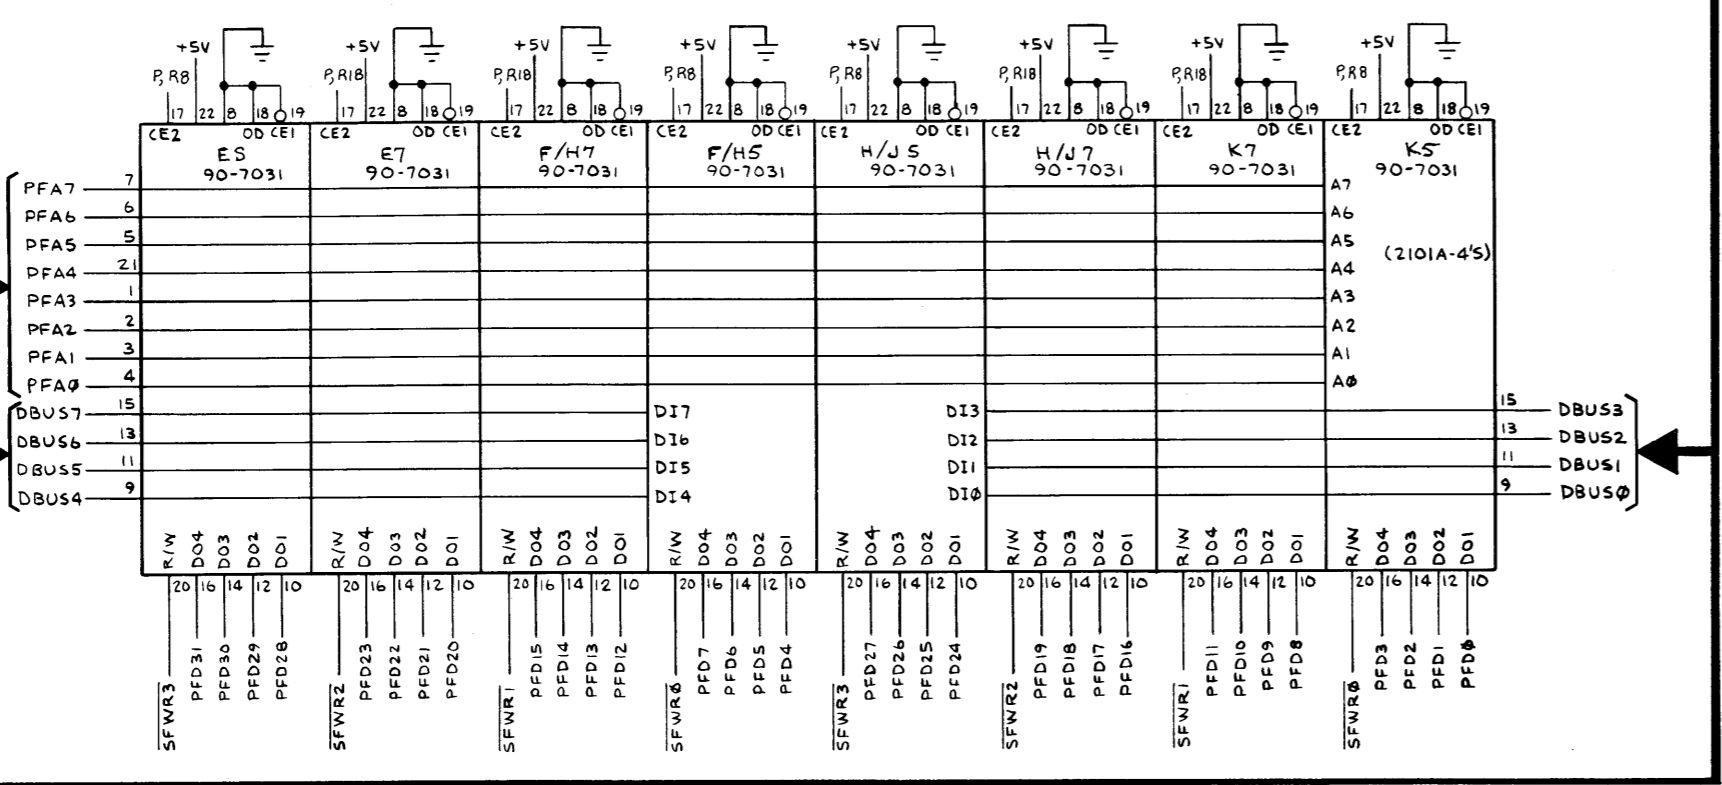 +5V +5V +5V +5V +5V +5V +5V +5V
P,R8 P,R18 P,R18 P,R8 P,R8 P,R18 P,R18 P,R8
17 22 8 18 19 17 22 8 18 19 17 22 8 18 19 17 22 8 18 19 17 22 8 18 19 17 22 8 18 19 17 22 8 18 19 17 22 8 18 19
CE2 OD CE1 CE2 OD CE1 CE2 OD CE1 CE2 OD CE1 CE2 OD CE1 CE2 OD CE1 CE2 OD CE1 CE2 OD CE1
E5 E7 F/H7 F/H5 H/J5 H/J7 K7 K5
90-7031 90-7031 90-7031 90-7031 90-7031 90-7031 90-7031 90-7031
PFA7 7 A7
PFA6 6 A6
PFA5 5 A5 (2101A-4'S)
PFA4 21 A4
PFA3 1 A3
PFA2 2 A2
PFA1 3 A1
PFAØ 4 AØ
DBUS7 15 DI7 DI3 15 DBUS3
DBUS6 13 DI6 DI2 13 DBUS2
DBUS5 11 DI5 DI1 11 DBUS1
DBUS4 9 DI4 DIØ 9 DBUSØ
R/W DO4 DO3 DO2 DO1 R/W DO4 DO3 DO2 DO1 R/W DO4 DO3 DO2 DO1 R/W DO4 DO3 DO2 DO1 R/W DO4 DO3 DO2 DO1 R/W DO4 DO3 DO2 DO1 R/W DO4 DO3 DO2 DO1 R/W DO4 DO3 DO2 DO1
20 16 14 12 10 20 16 14 12 10 20 16 14 12 10 20 16 14 12 10 20 16 14 12 10 20 16 14 12 10 20 16 14 12 10 20 16 14 12 10
SFWR3 PFD31 PFD30 PFD29 PFD28 SFWR2 PFD23 PFD22 PFD21 PFD20 SFWR1 PFD15 PFD14 PFD13 PFD12 SFWRØ PFD7 PFD6 PFD5 PFD4 SFWR3 PFD27 PFD26 PFD25 PFD24 SFWR2 PFD19 PFD18 PFD17 PFD16 SFWR1 PFD11 PFD10 PFD9 PFD8 SFWRØ PFD3 PFD2 PFD1 PFDØ